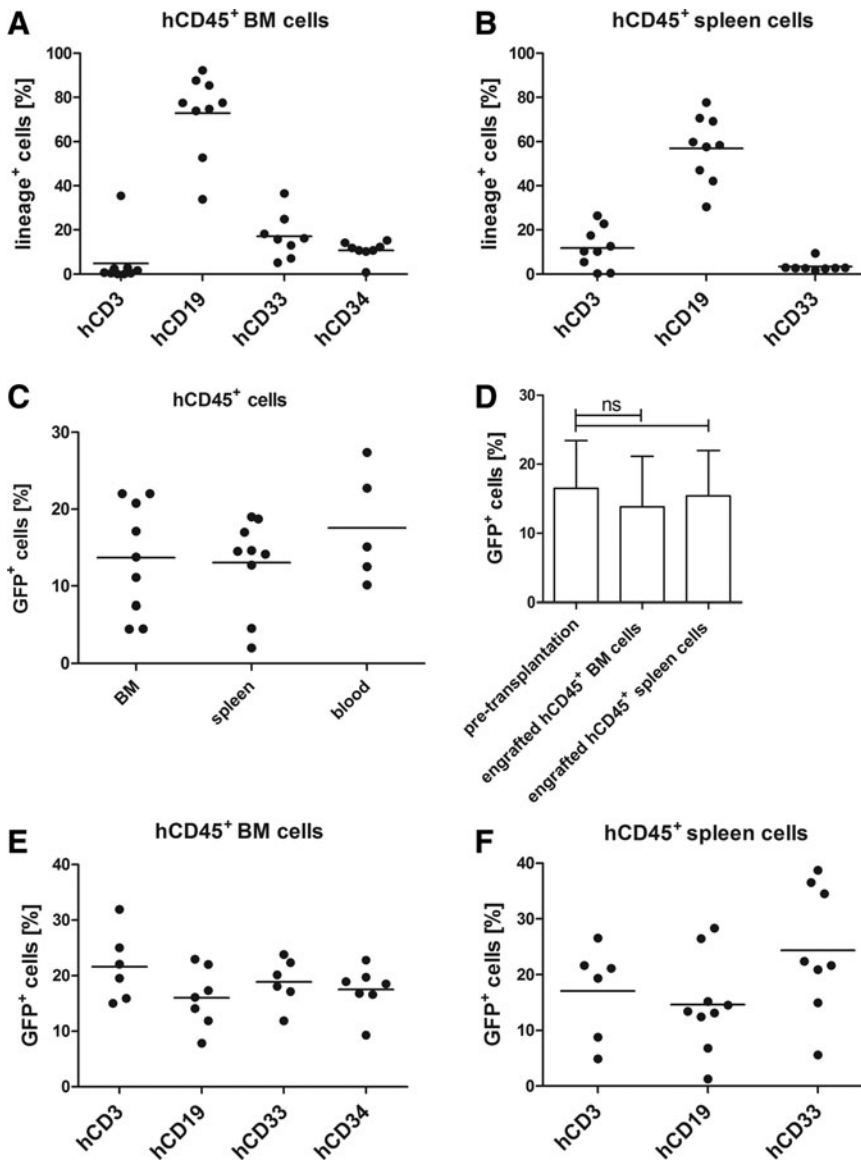 A
hCD45+ BM cells
lineage+ cells [%]
100
80
60
40
20
0
hCD3
hCD19
hCD33
hCD34
B
hCD45+ spleen cells
lineage+ cells [%]
100
80
60
40
20
0
hCD3
hCD19
hCD33
C
hCD45+ cells
GFP+ cells [%]
30
20
10
0
BM
spleen
blood
D
GFP+ cells [%]
30
20
10
0
ns
pre-transplantation
engrafted hCD45+ BM cells
engrafted hCD45+ spleen cells
E
hCD45+ BM cells
GFP+ cells [%]
40
30
20
10
0
hCD3
hCD19
hCD33
hCD34
F
hCD45+ spleen cells
GFP+ cells [%]
40
30
20
10
0
hCD3
hCD19
hCD33